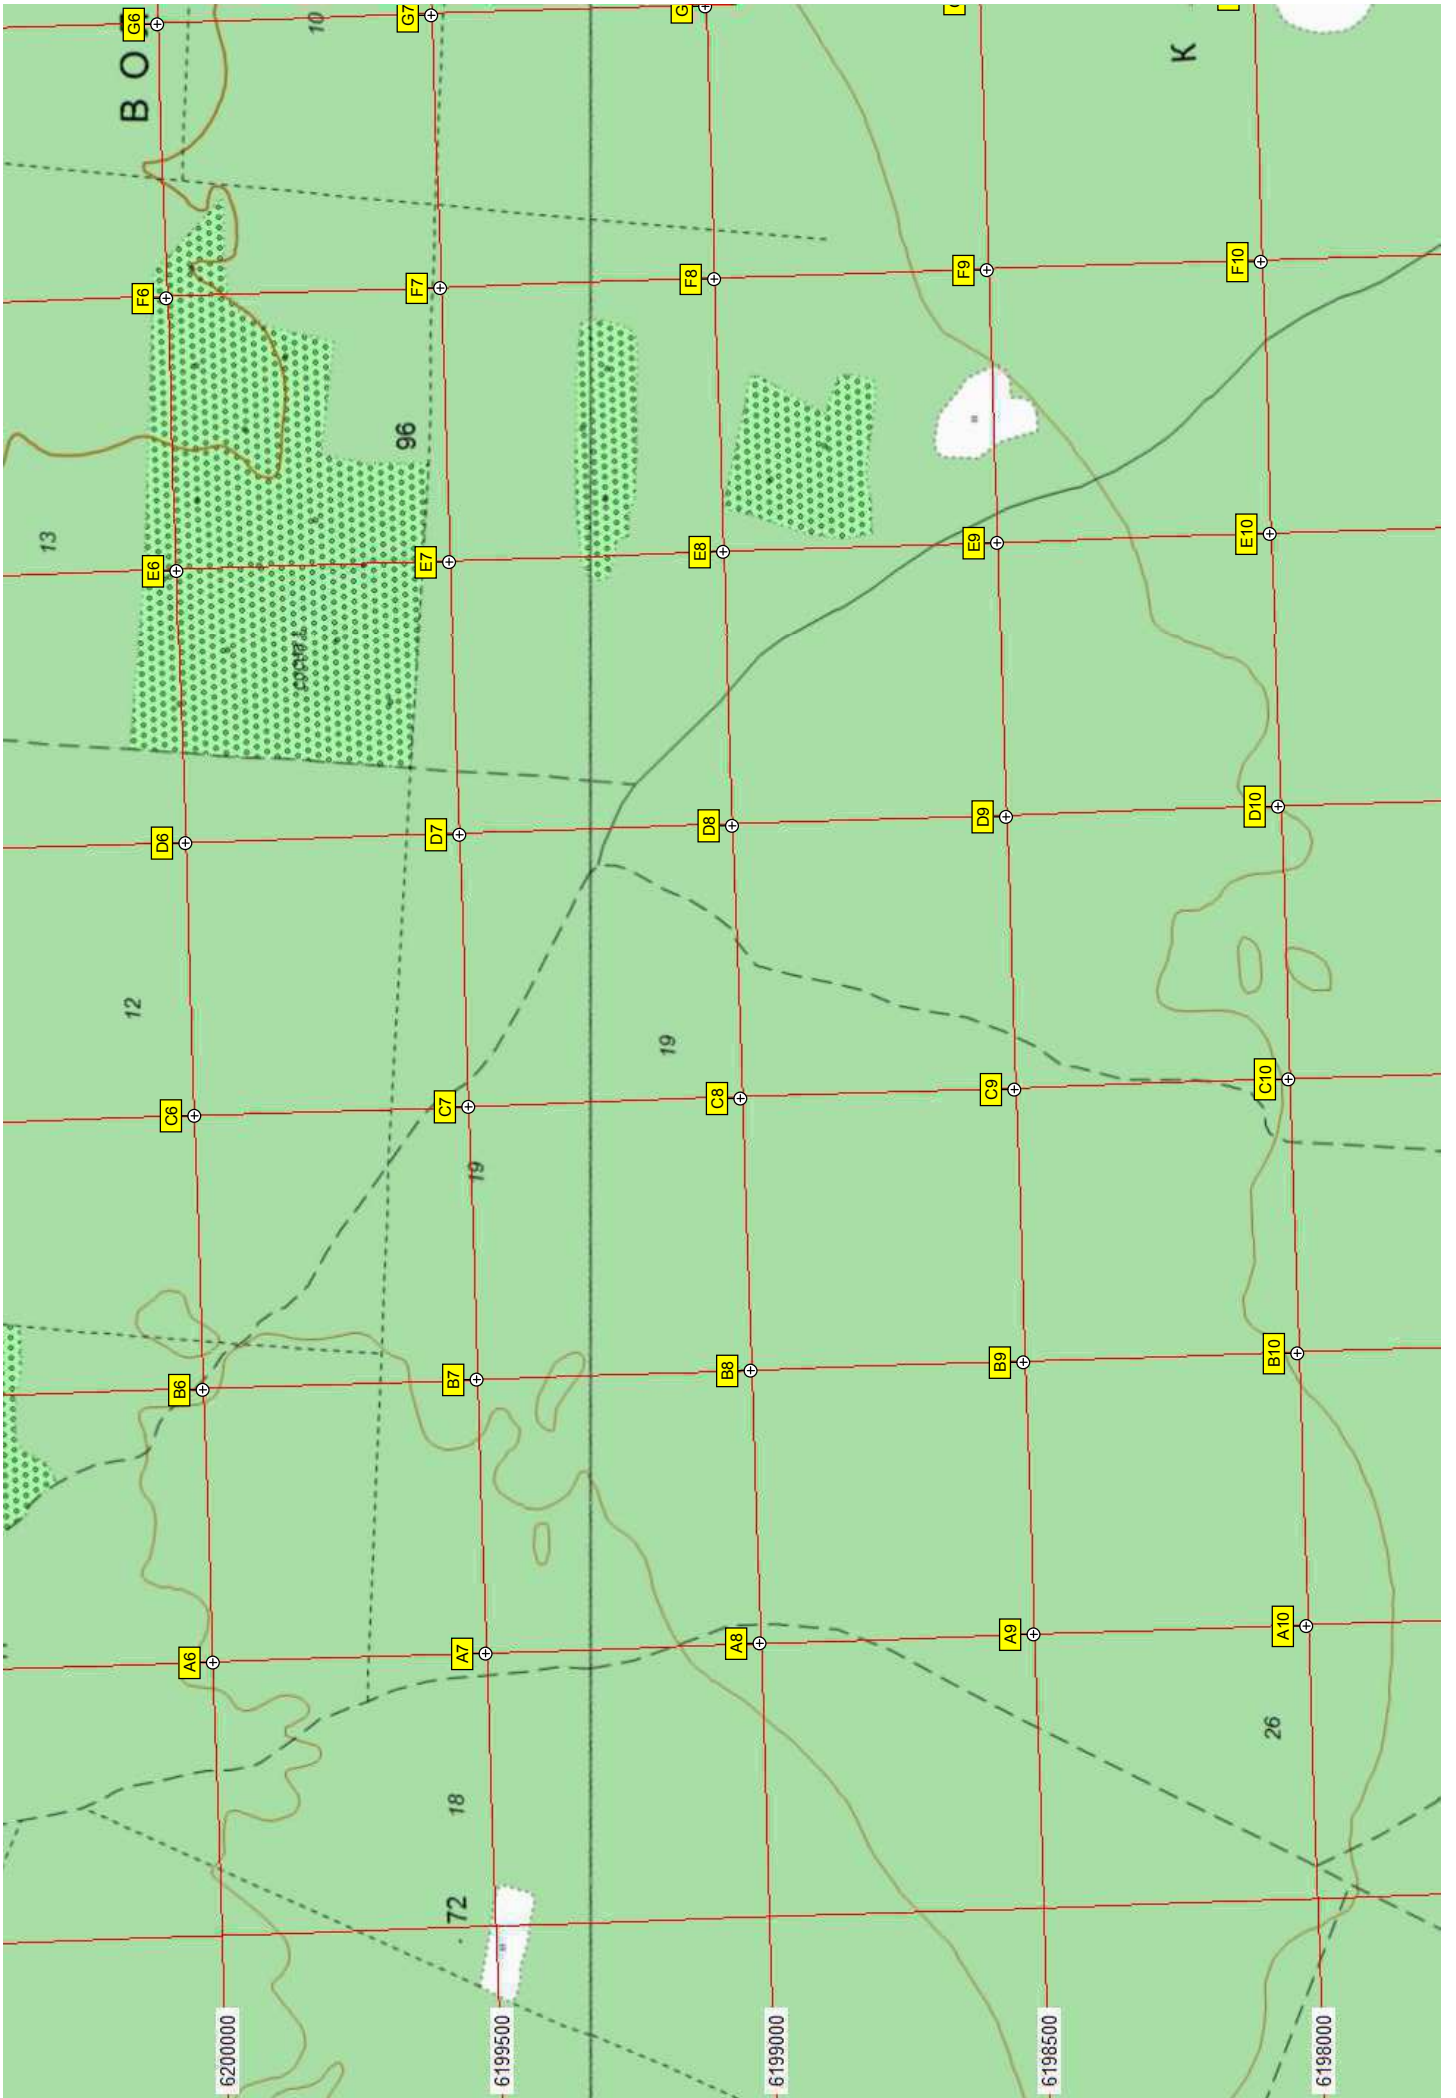 13
12
В О
6200000 A6 B6 C6 D6 E6 F6 G6
10
96
72 18
19
6199500 A7 B7 C7 D7 E7 F7 G7
19
6199000 A8 B8 C8 D8 E8 F8 G
6198500 A9 B9 C9 D9 E9 F9
К
26
6198000 A10 B10 C10 D10 E10 F10